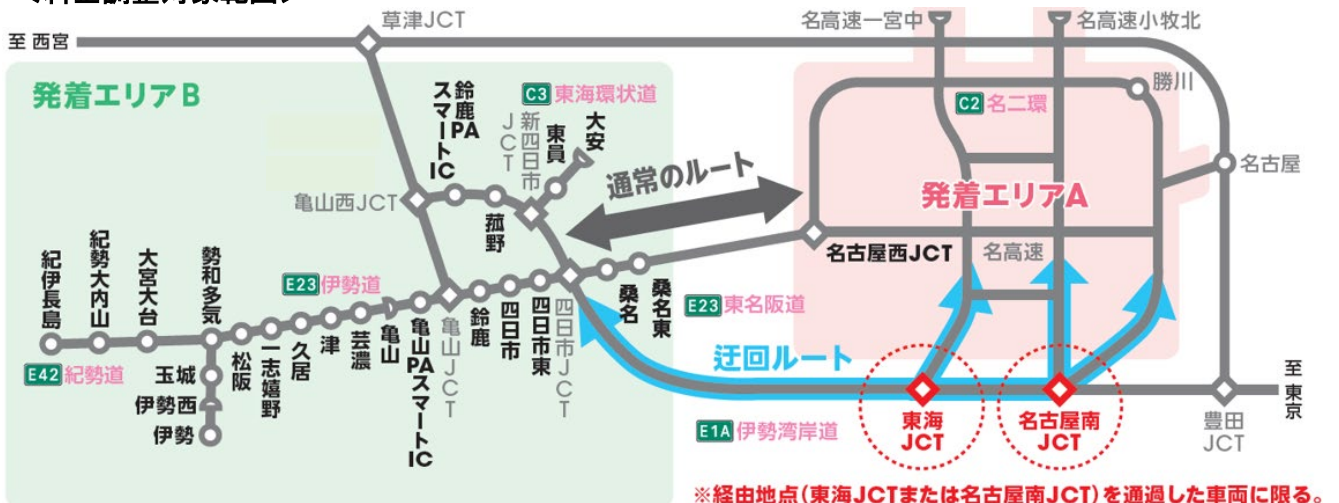 ＜料金調整対象範囲＞
草津JCT
名高速一宮中
名高速小牧北
至 西宮
発着エリアB
鈴鹿PAスマートIC
C3 東海環状道
新四日市JCT
東員
大安
C2 名二環
勝川
通常のルート
名古屋
亀山西JCT
菰野
発着エリアA
名古屋西JCT
名高速
紀伊長島
紀勢大内山
大宮大台
勢和多気
E23 伊勢道
松阪
一志嬉野
久居
津
芸濃
亀山
亀山PAスマートIC
亀山JCT
鈴鹿
四日市
四日市東
四日市JCT
桑名
桑名東
E23 東名阪道
E42 紀勢道
玉城
伊勢西
伊勢
迂回ルート
至 東京
E1A 伊勢湾岸道
東海JCT
名古屋南JCT
豊田JCT
※経由地点(東海JCTまたは名古屋南JCT)を通過した車両に限る。